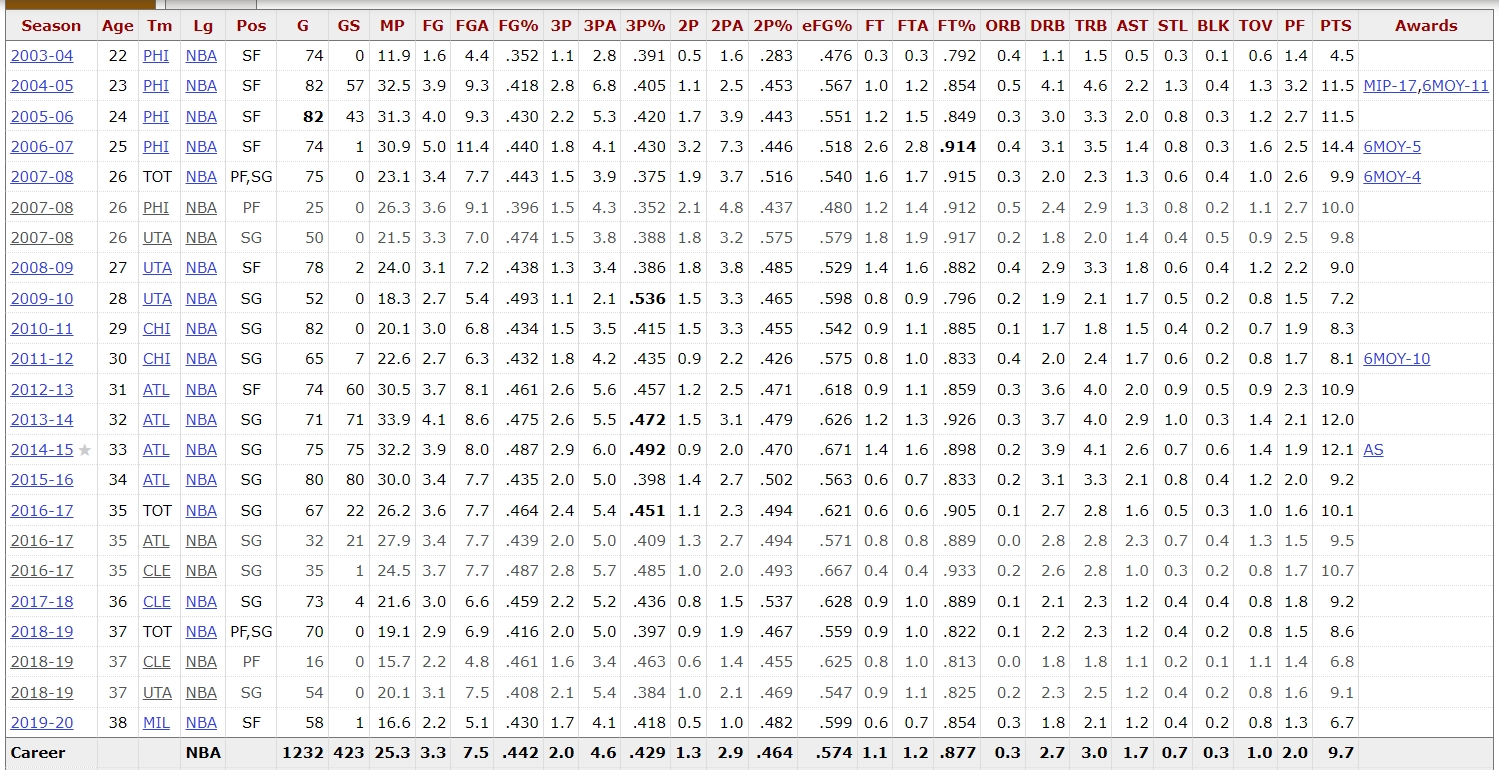 Season Age Tm Lg Pos G GS MP FG FGA FG% 3P 3PA 3P% 2P 2PA 2P% eFG% FT FTA FT% ORB DRB TRB AST STL BLK TOV PF PTS Awards
2003-04 22 PHI NBA SF 74 0 11.9 1.6 4.4 .352 1.1 2.8 .391 0.5 1.6 .283 .476 0.3 0.3 .792 0.4 1.1 1.5 0.5 0.3 0.1 0.6 1.4 4.5
2004-05 23 PHI NBA SF 82 57 32.5 3.9 9.3 .418 2.8 6.8 .405 1.1 2.5 .453 .567 1.0 1.2 .854 0.5 4.1 4.6 2.2 1.3 0.4 1.3 3.2 11.5 MIP-17,6MOY-11
2005-06 24 PHI NBA SF 82 43 31.3 4.0 9.3 .430 2.2 5.3 .420 1.7 3.9 .443 .551 1.2 1.5 .849 0.3 3.0 3.3 2.0 0.8 0.3 1.2 2.7 11.5
2006-07 25 PHI NBA SF 74 1 30.9 5.0 11.4 .440 1.8 4.1 .430 3.2 7.3 .446 .518 2.6 2.8 .914 0.4 3.1 3.5 1.4 0.8 0.3 1.6 2.5 14.4 6MOY-5
2007-08 26 TOT NBA PF,SG 75 0 23.1 3.4 7.7 .443 1.5 3.9 .375 1.9 3.7 .516 .540 1.6 1.7 .915 0.3 2.0 2.3 1.3 0.6 0.4 1.0 2.6 9.9 6MOY-4
2007-08 26 PHI NBA PF 25 0 26.3 3.6 9.1 .396 1.5 4.3 .352 2.1 4.8 .437 .480 1.2 1.4 .912 0.5 2.4 2.9 1.3 0.8 0.2 1.1 2.7 10.0
2007-08 26 UTA NBA SG 50 0 21.5 3.3 7.0 .474 1.5 3.8 .388 1.8 3.2 .575 .579 1.8 1.9 .917 0.2 1.8 2.0 1.4 0.4 0.5 0.9 2.5 9.8
2008-09 27 UTA NBA SF 78 2 24.0 3.1 7.2 .438 1.3 3.4 .386 1.8 3.8 .485 .529 1.4 1.6 .882 0.4 2.9 3.3 1.8 0.6 0.4 1.2 2.2 9.0
2009-10 28 UTA NBA SG 52 0 18.3 2.7 5.4 .493 1.1 2.1 .536 1.5 3.3 .465 .598 0.8 0.9 .796 0.2 1.9 2.1 1.7 0.5 0.2 0.8 1.5 7.2
2010-11 29 CHI NBA SG 82 0 20.1 3.0 6.8 .434 1.5 3.5 .415 1.5 3.3 .455 .542 0.9 1.1 .885 0.1 1.7 1.8 1.5 0.4 0.2 0.7 1.9 8.3
2011-12 30 CHI NBA SG 65 7 22.6 2.7 6.3 .432 1.8 4.2 .435 0.9 2.2 .426 .575 0.8 1.0 .833 0.4 2.0 2.4 1.7 0.6 0.2 0.8 1.7 8.1 6MOY-10
2012-13 31 ATL NBA SF 74 60 30.5 3.7 8.1 .461 2.6 5.6 .457 1.2 2.5 .471 .618 0.9 1.1 .859 0.3 3.6 4.0 2.0 0.9 0.5 0.9 2.3 10.9
2013-14 32 ATL NBA SG 71 71 33.9 4.1 8.6 .475 2.6 5.5 .472 1.5 3.1 .479 .626 1.2 1.3 .926 0.3 3.7 4.0 2.9 1.0 0.3 1.4 2.1 12.0
2014-15 ★ 33 ATL NBA SG 75 75 32.2 3.9 8.0 .487 2.9 6.0 .492 0.9 2.0 .470 .671 1.4 1.6 .898 0.2 3.9 4.1 2.6 0.7 0.6 1.4 1.9 12.1 AS
2015-16 34 ATL NBA SG 80 80 30.0 3.4 7.7 .435 2.0 5.0 .398 1.4 2.7 .502 .563 0.6 0.7 .833 0.2 3.1 3.3 2.1 0.8 0.4 1.2 2.0 9.2
2016-17 35 TOT NBA SG 67 22 26.2 3.6 7.7 .464 2.4 5.4 .451 1.1 2.3 .494 .621 0.6 0.6 .905 0.1 2.7 2.8 1.6 0.5 0.3 1.0 1.6 10.1
2016-17 35 ATL NBA SG 32 21 27.9 3.4 7.7 .439 2.0 5.0 .409 1.3 2.7 .494 .571 0.8 0.8 .889 0.0 2.8 2.8 2.3 0.7 0.4 1.3 1.5 9.5
2016-17 35 CLE NBA SG 35 1 24.5 3.7 7.7 .487 2.8 5.7 .485 1.0 2.0 .493 .667 0.4 0.4 .933 0.2 2.6 2.8 1.0 0.3 0.2 0.8 1.7 10.7
2017-18 36 CLE NBA SG 73 4 21.6 3.0 6.6 .459 2.2 5.2 .436 0.8 1.5 .537 .628 0.9 1.0 .889 0.1 2.1 2.3 1.2 0.4 0.4 0.8 1.8 9.2
2018-19 37 TOT NBA PF,SG 70 0 19.1 2.9 6.9 .416 2.0 5.0 .397 0.9 1.9 .467 .559 0.9 1.0 .822 0.1 2.2 2.3 1.2 0.4 0.2 0.8 1.5 8.6
2018-19 37 CLE NBA PF 16 0 15.7 2.2 4.8 .461 1.6 3.4 .463 0.6 1.4 .455 .625 0.8 1.0 .813 0.0 1.8 1.8 1.1 0.2 0.1 1.1 1.4 6.8
2018-19 37 UTA NBA SG 54 0 20.1 3.1 7.5 .408 2.1 5.4 .384 1.0 2.1 .469 .547 0.9 1.1 .825 0.2 2.3 2.5 1.2 0.4 0.2 0.8 1.6 9.1
2019-20 38 MIL NBA SF 58 1 16.6 2.2 5.1 .430 1.7 4.1 .418 0.5 1.0 .482 .599 0.6 0.7 .854 0.3 1.8 2.1 1.2 0.4 0.2 0.8 1.3 6.7
Career NBA 1232 423 25.3 3.3 7.5 .442 2.0 4.6 .429 1.3 2.9 .464 .574 1.1 1.2 .877 0.3 2.7 3.0 1.7 0.7 0.3 1.0 2.0 9.7